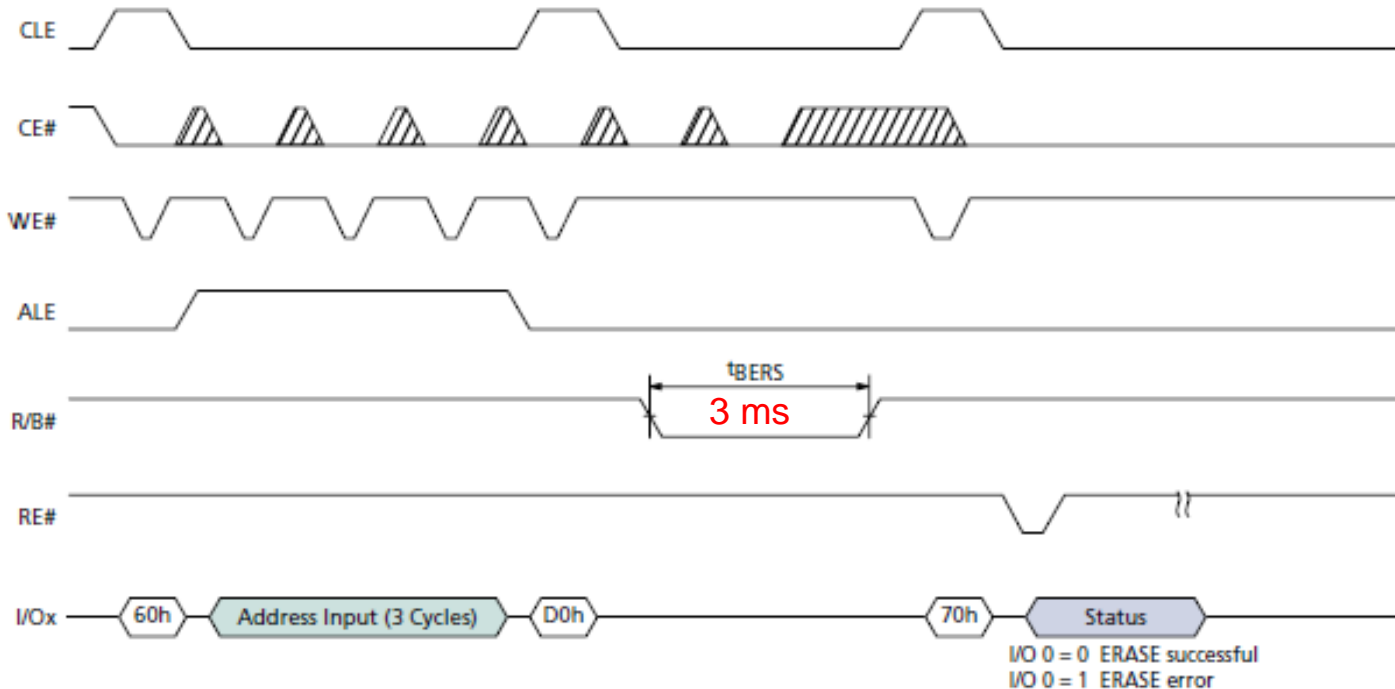 CLE
CE#
WE#
ALE
tBERS
3 ms
R/B#
RE#
I/Ox
60h
Address Input (3 Cycles)
D0h
70h
Status
I/O 0 = 0 ERASE successful
I/O 0 = 1 ERASE error